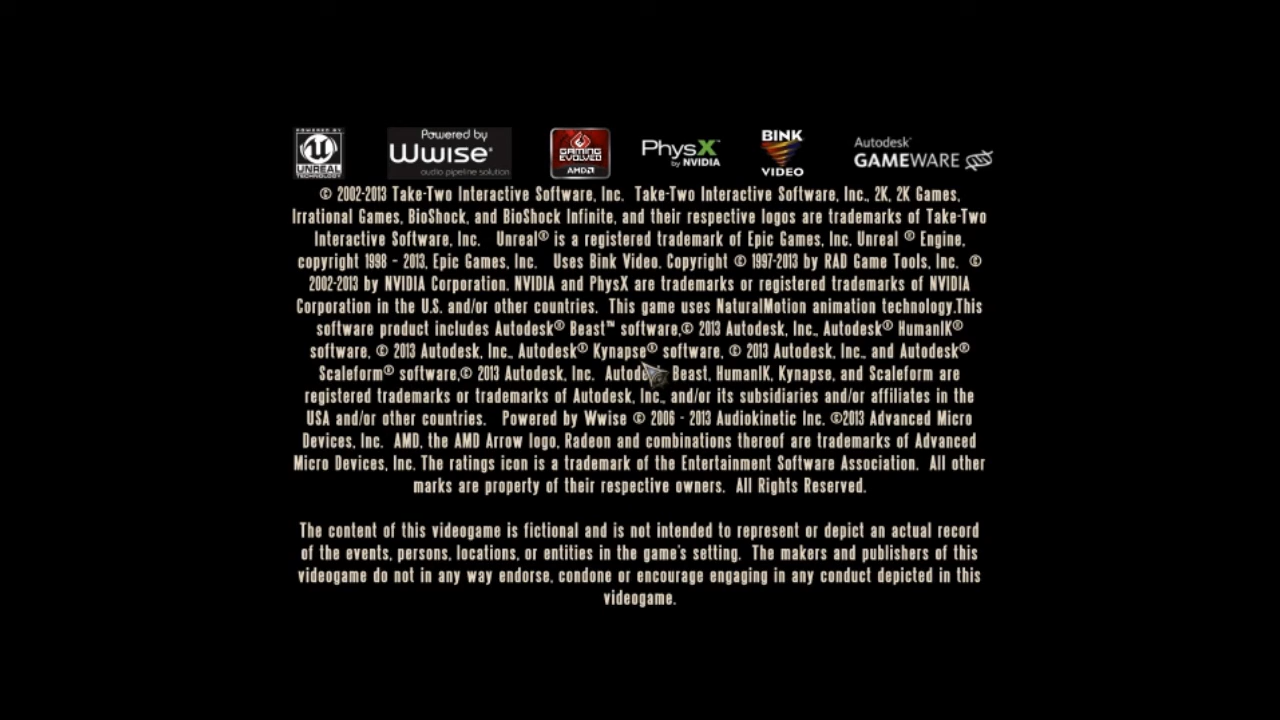 POWERED BY UNREAL TECHNOLOGY
Powered by Wwise® audio pipeline solution
GAMING EVOLVED AMD
PhysX by NVIDIA
BINK VIDEO
Autodesk® GAMEWARE
© 2002-2013 Take-Two Interactive Software, Inc. Take-Two Interactive Software, Inc., 2K, 2K Games,
Irrational Games, BioShock, and BioShock Infinite, and their respective logos are trademarks of Take-Two
Interactive Software, Inc. Unreal® is a registered trademark of Epic Games, Inc. Unreal ® Engine,
copyright 1998 - 2013, Epic Games, Inc. Uses Bink Video. Copyright © 1997-2013 by RAD Game Tools, Inc. ©
2002-2013 by NVIDIA Corporation. NVIDIA and PhysX are trademarks or registered trademarks of NVIDIA
Corporation in the U.S. and/or other countries. This game uses NaturalMotion animation technology.This
software product includes Autodesk® Beast™ software,© 2013 Autodesk, Inc., Autodesk® HumanIK®
software, © 2013 Autodesk, Inc., Autodesk® Kynapse® software, © 2013 Autodesk, Inc., and Autodesk®
Scaleform® software,© 2013 Autodesk, Inc. Autodesk, Beast, HumanIK, Kynapse, and Scaleform are
registered trademarks or trademarks of Autodesk, Inc., and/or its subsidiaries and/or affiliates in the
USA and/or other countries. Powered by Wwise © 2006 - 2013 Audiokinetic Inc. ©2013 Advanced Micro
Devices, Inc. AMD, the AMD Arrow logo, Radeon and combinations thereof are trademarks of Advanced
Micro Devices, Inc. The ratings icon is a trademark of the Entertainment Software Association. All other
marks are property of their respective owners. All Rights Reserved.
The content of this videogame is fictional and is not intended to represent or depict an actual record
of the events, persons, locations, or entities in the game's setting. The makers and publishers of this
videogame do not in any way endorse, condone or encourage engaging in any conduct depicted in this
videogame.